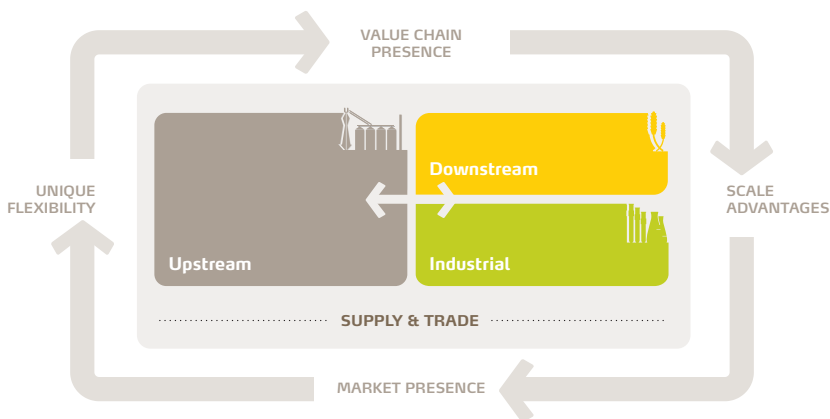 VALUE CHAIN
PRESENCE
Downstream
UNIQUE
FLEXIBILITY
SCALE
ADVANTAGES
Upstream
Industrial
SUPPLY & TRADE
MARKET PRESENCE